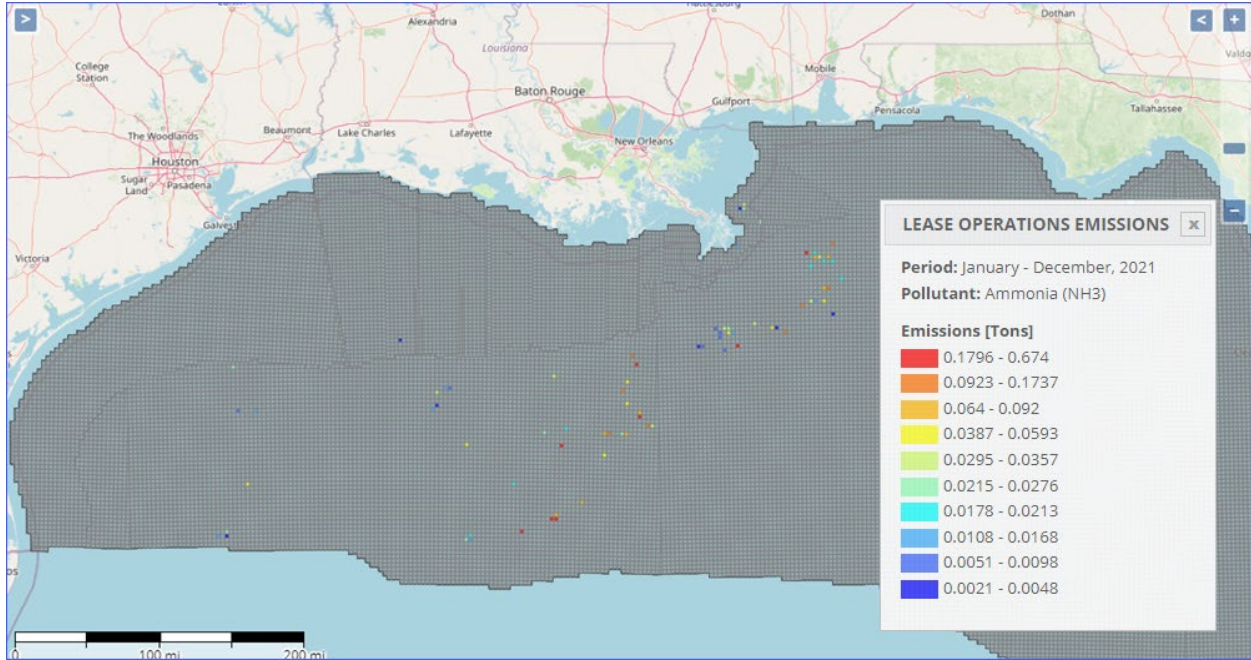 >
<
+
Alexandria
Dothan
Louisiana
College
Station
Mobile
Baton Rouge
Gulfport
Pensacola
Tallahassee
The Woodlands
Beaumont
Lake Charles
Lafayette
New Orleans
Houston
Sugar
Land
Pasadena
Galvest
Victoria
−
LEASE OPERATIONS EMISSIONS
x
Period: January - December, 2021
Pollutant: Ammonia (NH3)
Emissions [Tons]
0.1796 - 0.674
0.0923 - 0.1737
0.064 - 0.092
0.0387 - 0.0593
0.0295 - 0.0357
0.0215 - 0.0276
0.0178 - 0.0213
0.0108 - 0.0168
0.0051 - 0.0098
0.0021 - 0.0048
0
100 mi
200 mi